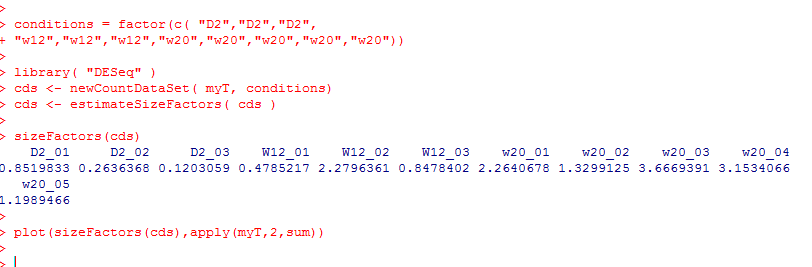 >
> conditions = factor(c( "D2","D2","D2",
+ "w12","w12","w12","w20","w20","w20","w20","w20"))
>
> library( "DESeq" )
> cds <- newCountDataSet( myT, conditions)
> cds <- estimateSizeFactors( cds )
>
> sizeFactors(cds)
D2_01 D2_02 D2_03 W12_01 W12_02 W12_03 w20_01 w20_02 w20_03 w20_04
0.8519833 0.2636368 0.1203059 0.4785217 2.2796361 0.8478402 2.2640678 1.3299125 3.6669391 3.1534066
w20_05
1.1989466
>
> plot(sizeFactors(cds),apply(myT,2,sum))
>
>